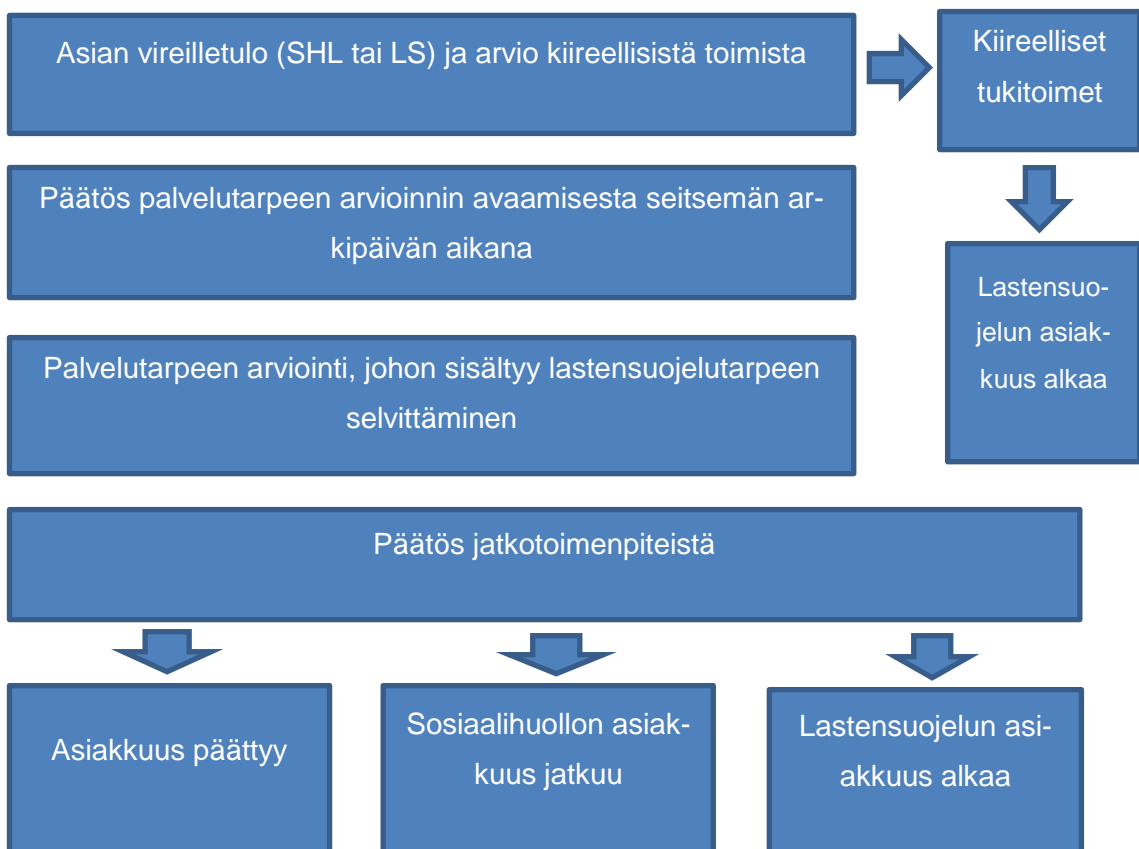 Asian vireilletulo (SHL tai LS) ja arvio kiireellisistä toimista
Kiireelliset
tukitoimet
Päätös palvelutarpeen arvioinnin avaamisesta seitsemän ar-
kipäivän aikana
Lastensuo-
jelun asiak-
kuus alkaa
Palvelutarpeen arviointi, johon sisältyy lastensuojelutarpeen
selvittäminen
Päätös jatkotoimenpiteistä
Asiakkuus päättyy
Sosiaalihuollon asiak-
kuus jatkuu
Lastensuojelun asi-
akkuus alkaa